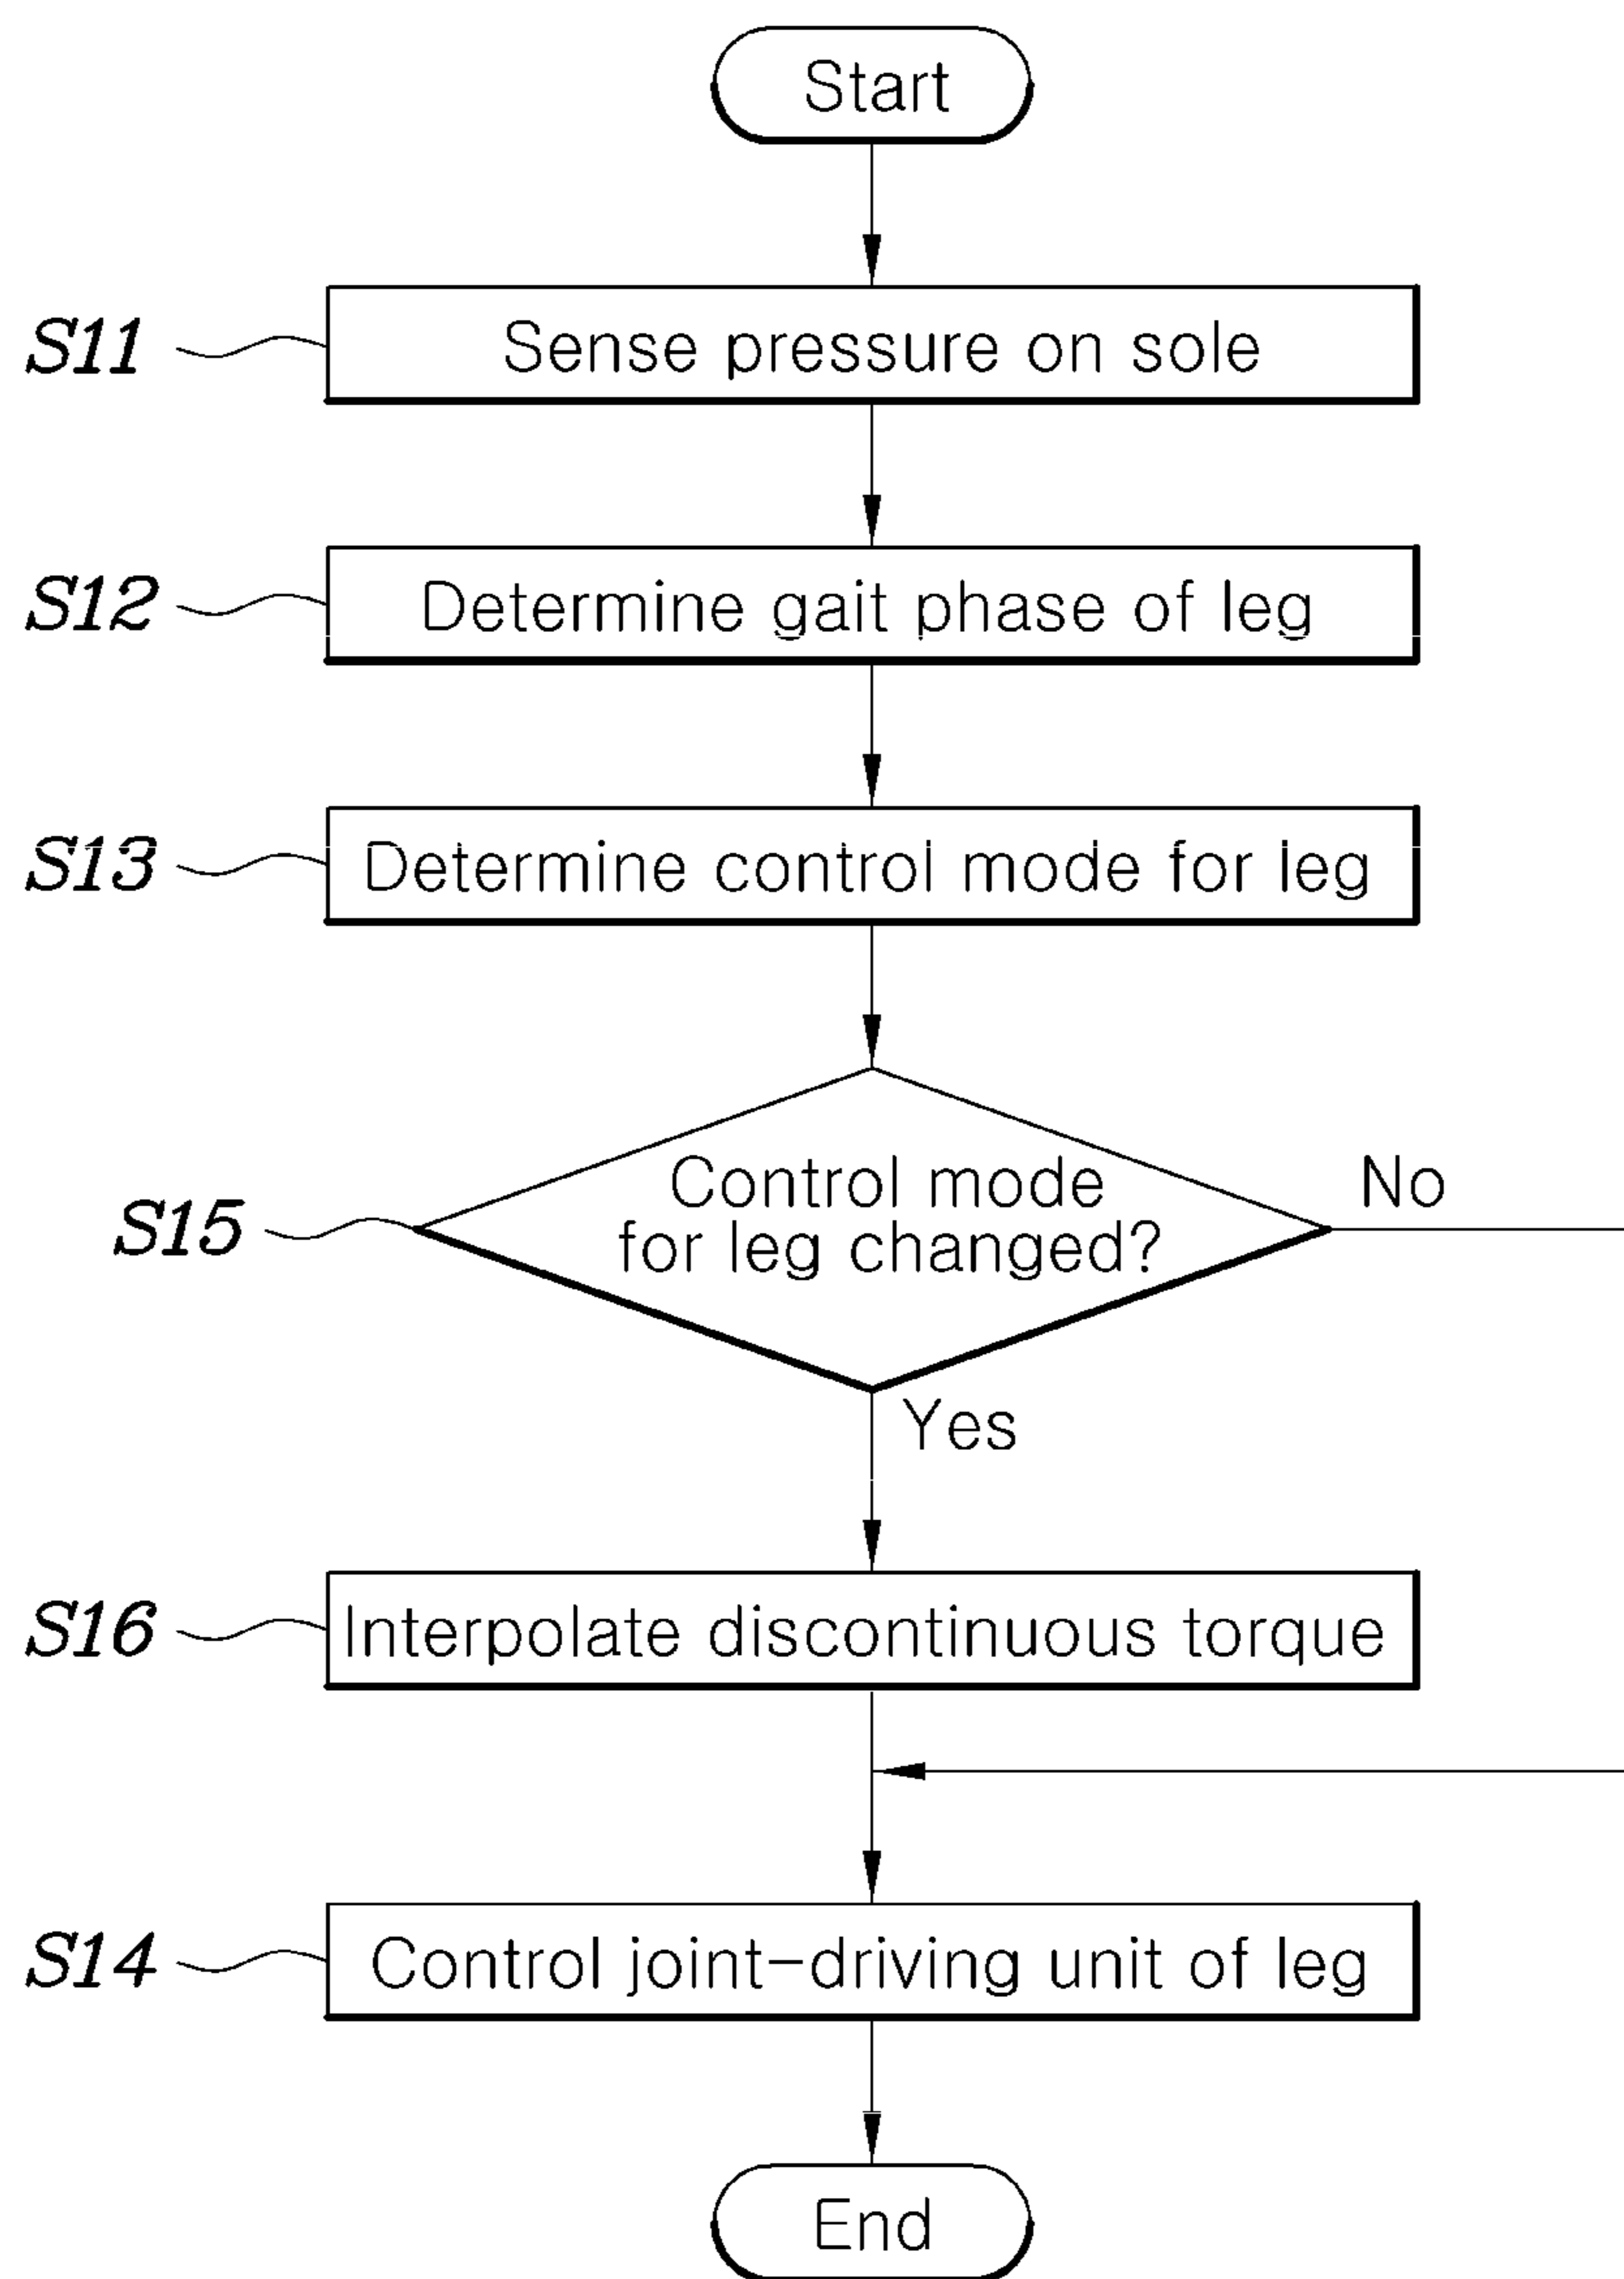 Start
S11 Sense pressure on sole
S12 Determine gait phase of leg
S13 Determine control mode for leg
Control mode
S15 for leg changed?
No
Yes
S16 Interpolate discontinuous torque
S14 Control joint-driving unit of leg
End